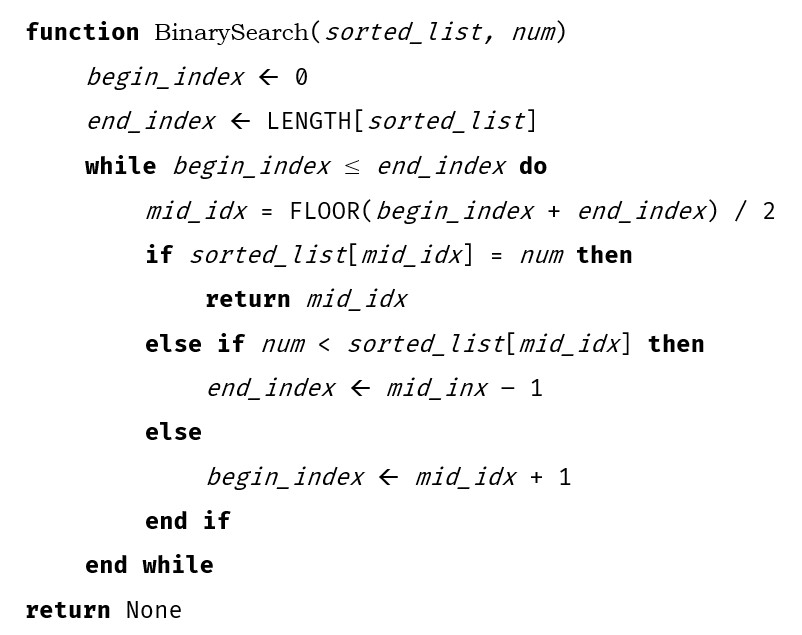 function BinarySearch(sorted_list, num)
begin_index ← 0
end_index ← LENGTH[sorted_list]
while begin_index ≤ end_index do
mid_idx = FLOOR(begin_index + end_index) / 2
if sorted_list[mid_idx] = num then
return mid_idx
else if num < sorted_list[mid_idx] then
end_index ← mid_inx – 1
else
begin_index ← mid_idx + 1
end if
end while
return None